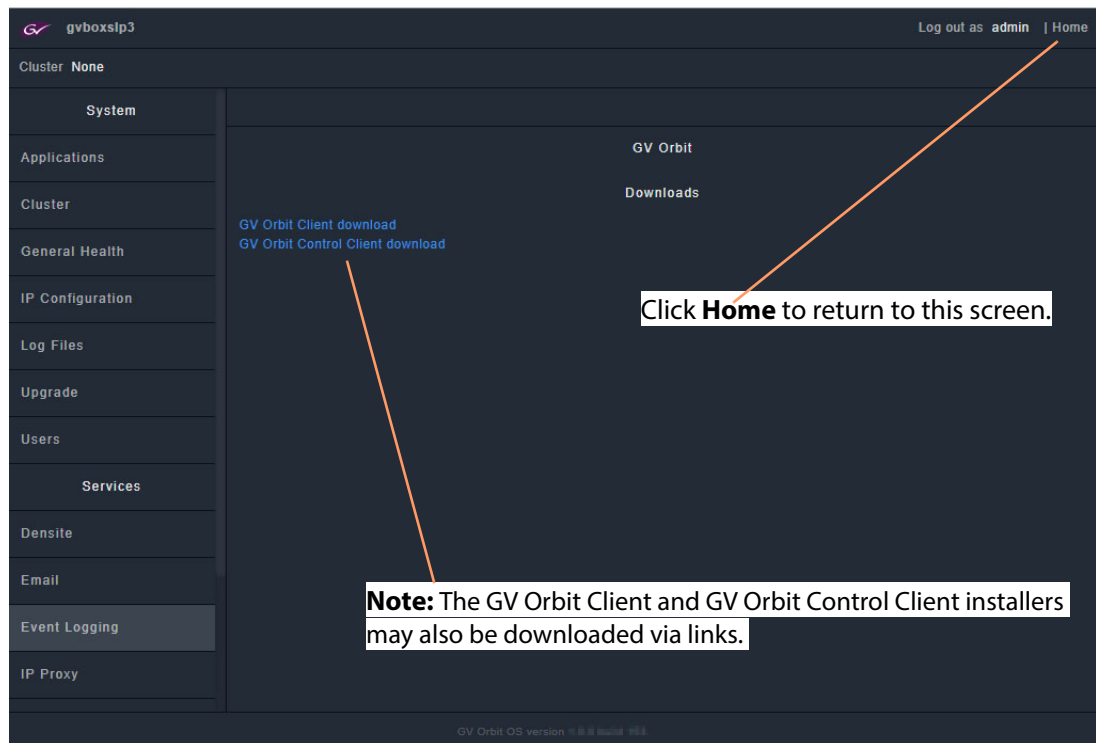 GV gvboxslp3
Log out as admin | Home
Cluster None
System
Applications
Cluster
General Health
IP Configuration
Log Files
Upgrade
Users
Services
Densite
Email
Event Logging
IP Proxy
GV Orbit
Downloads
GV Orbit Client download
GV Orbit Control Client download
Click Home to return to this screen.
Note: The GV Orbit Client and GV Orbit Control Client installers
may also be downloaded via links.
GV Orbit OS version